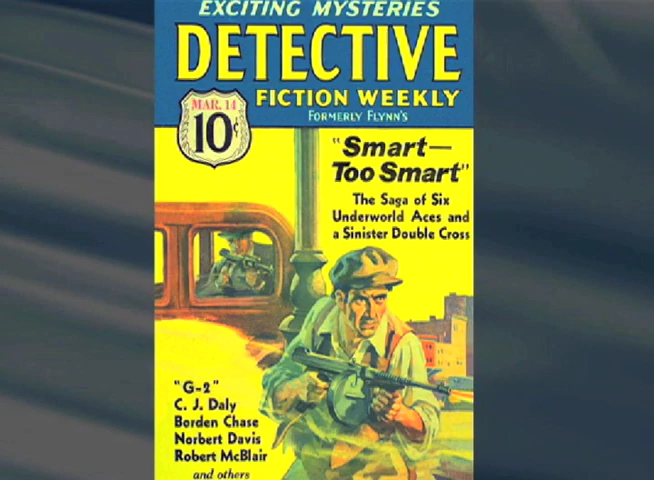 EXCITING MYSTERIES
DETECTIVE
FICTION WEEKLY
FORMERLY FLYNN'S
MAR. 14
10¢
"Smart—
Too Smart"
The Saga of Six
Underworld Aces and
a Sinister Double Cross
"G-2"
C. J. Daly
Borden Chase
Norbert Davis
Robert McBlair
and others